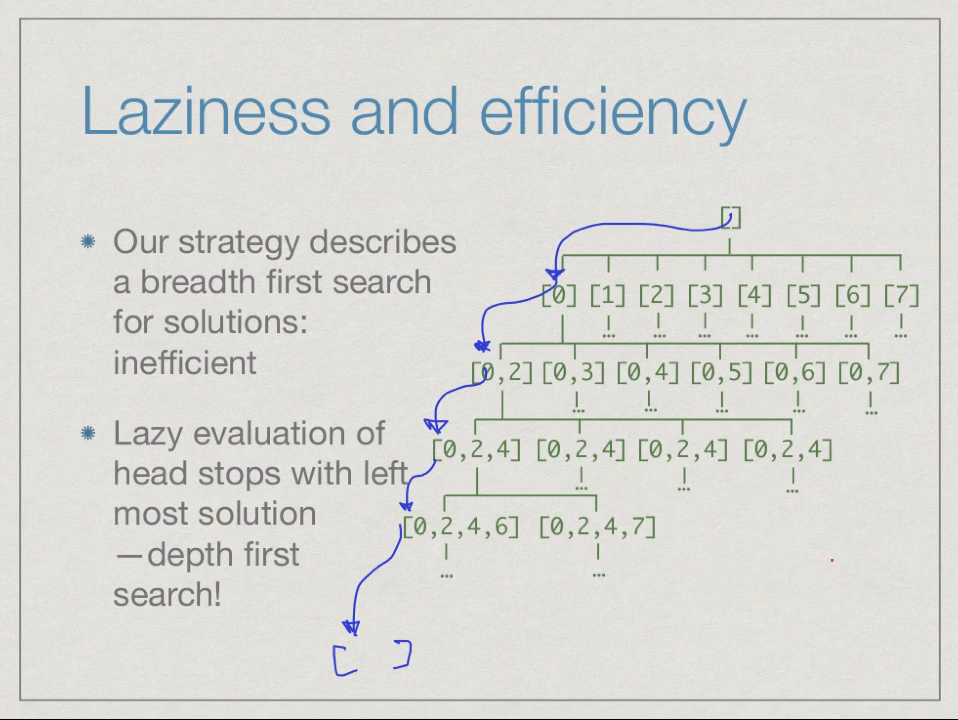 Laziness and efficiency
Our strategy describes
a breadth first search
for solutions:
inefficient
Lazy evaluation of
head stops with left
most solution
—depth first
search!
[]
[0] [1] [2] [3] [4] [5] [6] [7]
... ... ... ... ... ... ...
[0,2] [0,3] [0,4] [0,5] [0,6] [0,7]
... ... ... ... ...
[0,2,4] [0,2,4] [0,2,4] [0,2,4]
... ... ...
[0,2,4,6] [0,2,4,7]
... ...
[ ]